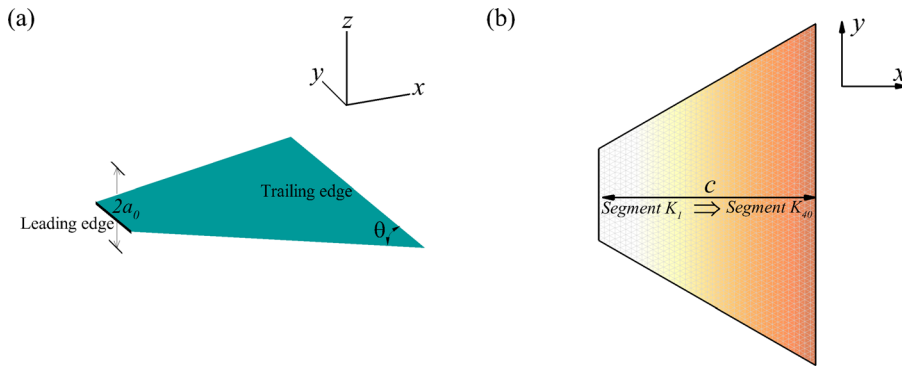 (a)
z
y
x
Trailing edge
2a₀
Leading edge
θ
(b)
y
x
c
Segment K₁ ⇒ Segment K₄₀